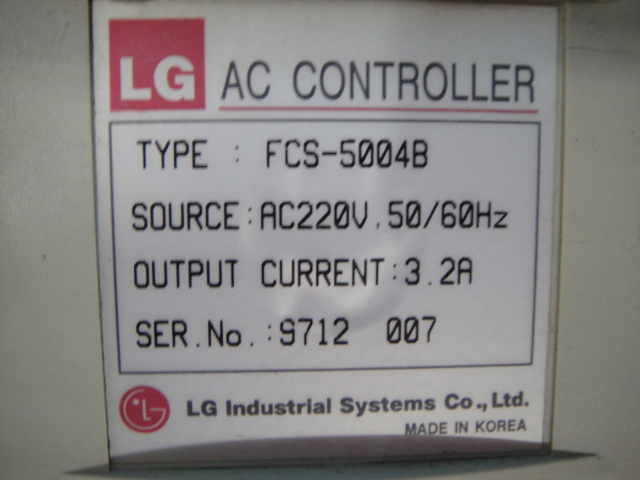 LG AC CONTROLLER
TYPE : FCS-5004B
SOURCE:AC220V.50/60Hz
OUTPUT CURRENT:3.2A
SER.No.:9712 007
LG Industrial Systems Co.,Ltd.
MADE IN KOREA